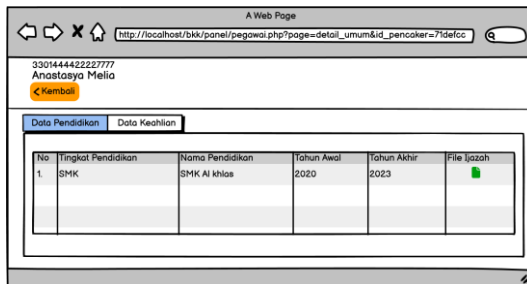 A Web Page
http://localhost/bkk/panel/pegawai.php?page=detail_umum&id_pencaker=71defcc
3301444422227777
Anastasya Melia
Kembali
Data Pendidikan Data Keahlian
No Tingkat Pendidikan Nama Pendidikan Tahun Awal Tahun Akhir File Ijazah
1. SMK SMK Al khlas 2020 2023